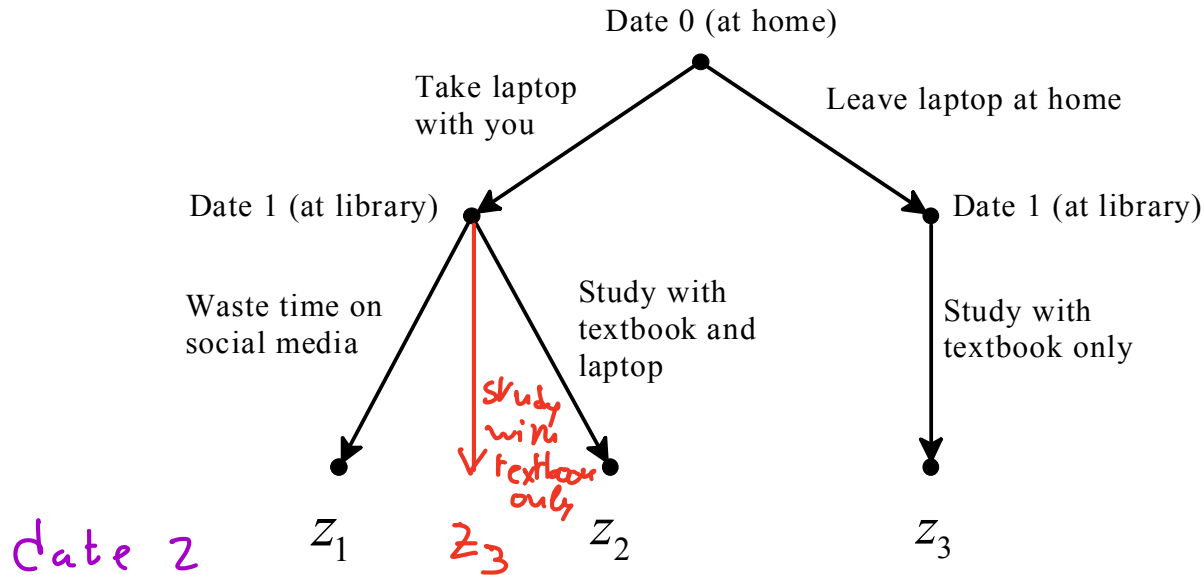 Date 0 (at home)
Take laptop
with you
Leave laptop at home
Date 1 (at library)
Date 1 (at library)
Waste time on
social media
Study with
textbook and
laptop
Study with
textbook only
study
with
textbook
only
date 2
z₁
z₃
z₂
z₃